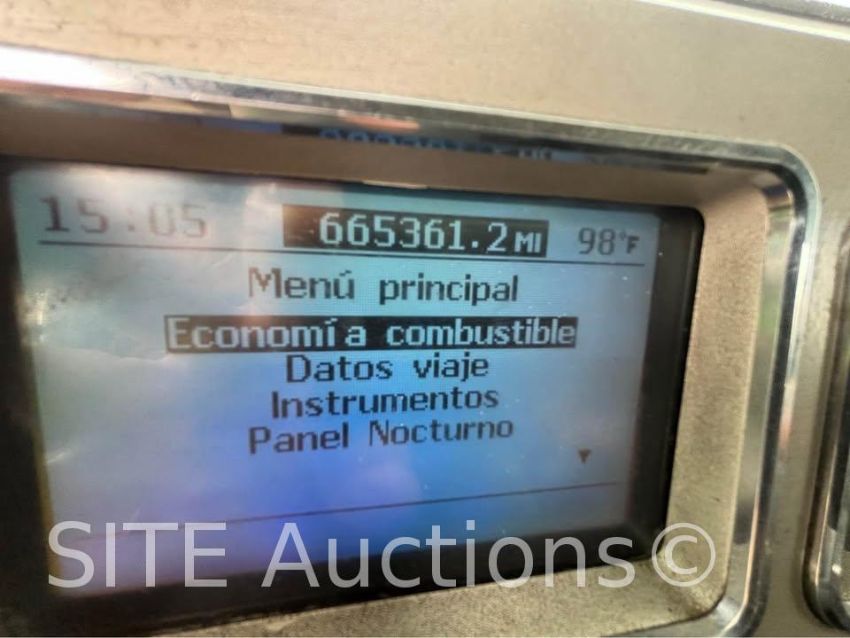 15:05 665361.2 MI 98°F
Menú principal
Economía combustible
Datos viaje
Instrumentos
Panel Nocturno
SITE Auctions©